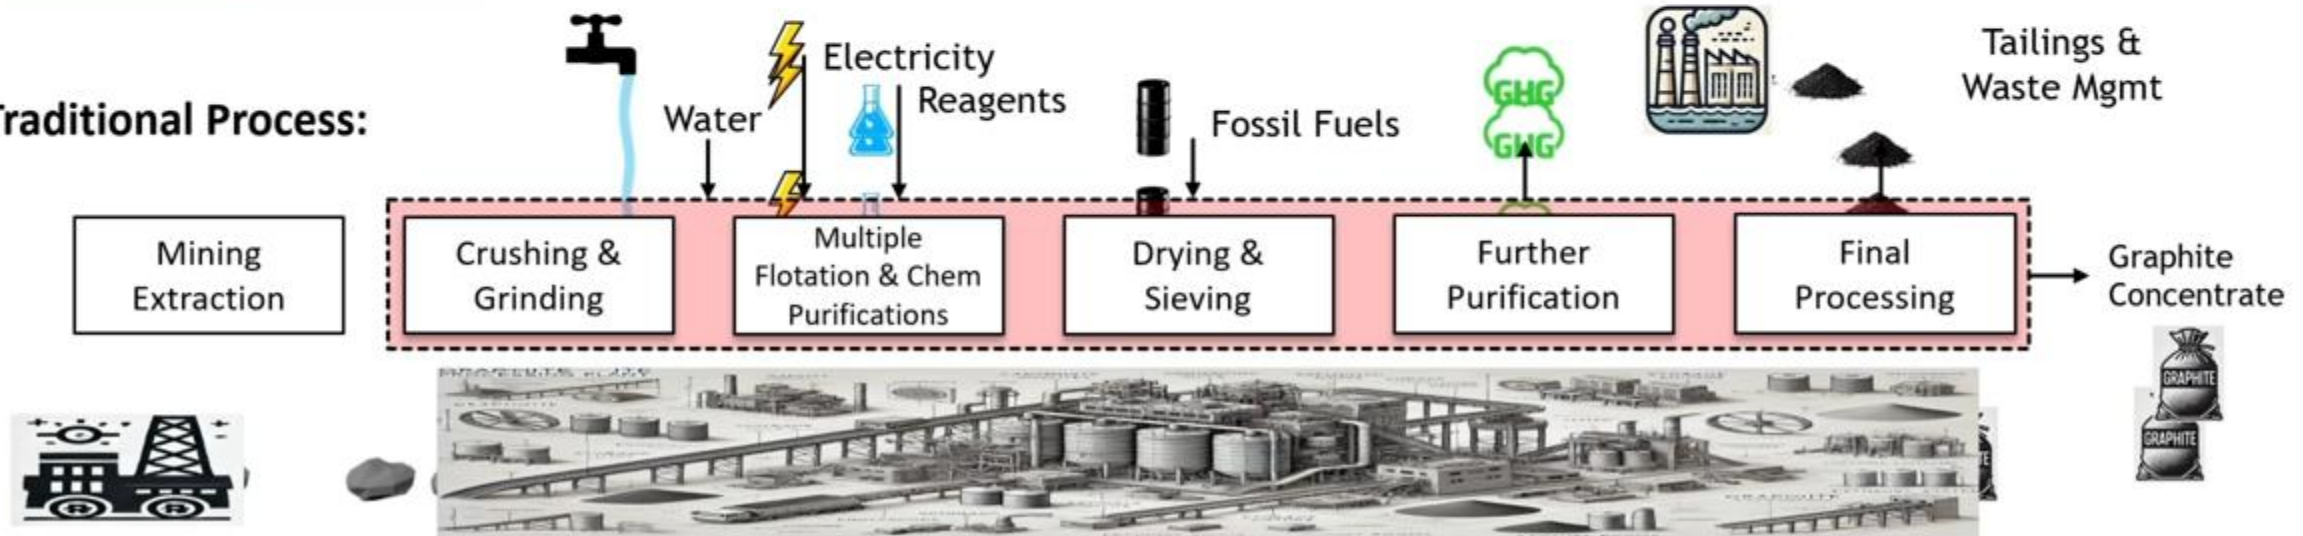 Traditional Process:
Water
Electricity
Reagents
Fossil Fuels
GHG
GHG
Tailings &
Waste Mgmt
Mining
Extraction
Crushing &
Grinding
Multiple
Flotation & Chem
Purifications
Drying &
Sieving
Further
Purification
Final
Processing
Graphite
Concentrate
GRAPHITE
GRAPHITE